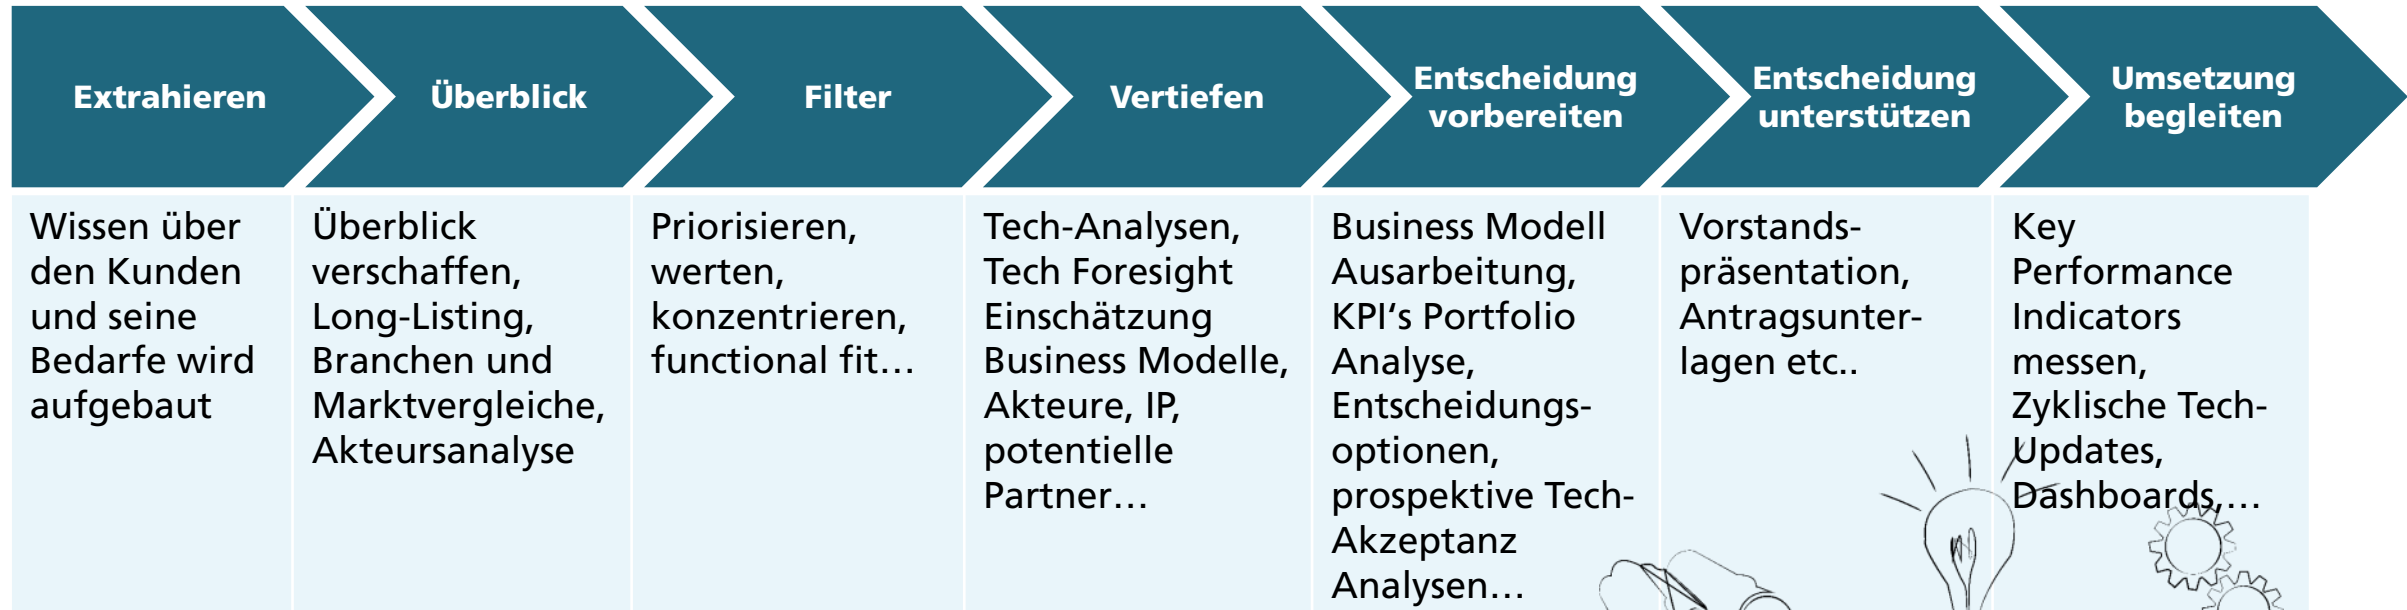 Extrahieren
Überblick
Filter
Vertiefen
Entscheidung
vorbereiten
Entscheidung
unterstützen
Umsetzung
begleiten
Wissen über
den Kunden
und seine
Bedarfe wird
aufgebaut
Überblick
verschaffen,
Long-Listing,
Branchen und
Marktvergleiche,
Akteursanalyse
Priorisieren,
werten,
konzentrieren,
functional fit…
Tech-Analysen,
Tech Foresight
Einschätzung
Business Modelle,
Akteure, IP,
potentielle
Partner…
Business Modell
Ausarbeitung,
KPI‘s Portfolio
Analyse,
Entscheidungs-
optionen,
prospektive Tech-
Akzeptanz
Analysen…
Vorstands-
präsentation,
Antragsunter-
lagen etc..
Key
Performance
Indicators
messen,
Zyklische Tech-
Updates,
Dashboards,…